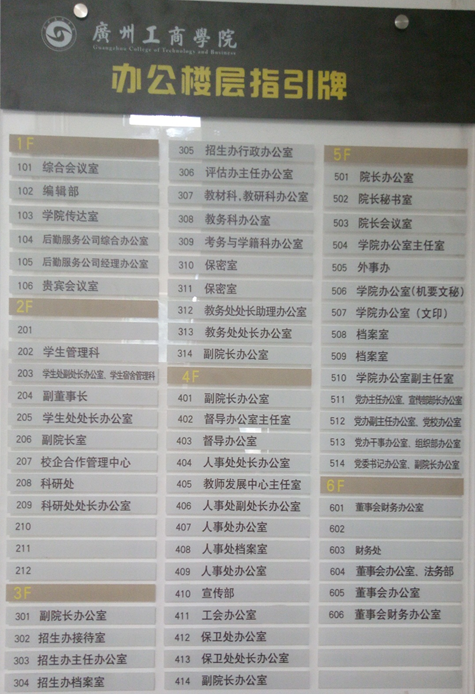 廣州工商學院
Guangzhou College of Technology and Business
办公楼层指引牌
1F
101 综合会议室
102 编辑部
103 学院传达室
104 后勤服务公司综合办公室
105 后勤服务公司经理办公室
106 贵宾会议室
2F
201
202 学生管理科
203 学生处副处长办公室、学生宿舍管理科
204 副董事长
205 学生处处长办公室
206 副院长室
207 校企合作管理中心
208 科研处
209 科研处处长办公室
210
211
212
3F
301 副院长办公室
302 招生办接待室
303 招生办主任办公室
304 招生办档案室
305 招生办行政办公室
306 评估办主任办公室
307 教材科,教研科办公室
308 教务科办公室
309 考务与学籍科办公室
310 保密室
311 保密室
312 教务处处长助理办公室
313 教务处处长办公室
314 副院长办公室
4F
401 副院长办公室
402 督导办公室主任室
403 督导办公室
404 人事处处长办公室
405 教师发展中心主任室
406 人事处副处长办公室
407 人事处办公室
408 人事处档案室
409 人事处办公室
410 宣传部
411 工会办公室
412 保卫处办公室
413 保卫处处长办公室
414 副院长办公室
5F
501 院长办公室
502 院长秘书室
503 院长会议室
504 学院办公室主任室
505 外事办
506 学院办公室(机要文秘)
507 学院办公室（文印）
508 档案室
509 档案室
510 学院办公室副主任室
511 党办主任办公室、宣传部部长办公室
512 党办副主任办公室、党校办公室
513 党办干事办公室、组织部办公室
514 党委书记办公室、副院长办公室
6F
601 董事会财务办公室
602
603 财务处
604 董事会办公室、法务部
605 董事会办公室
606 董事会财务办公室